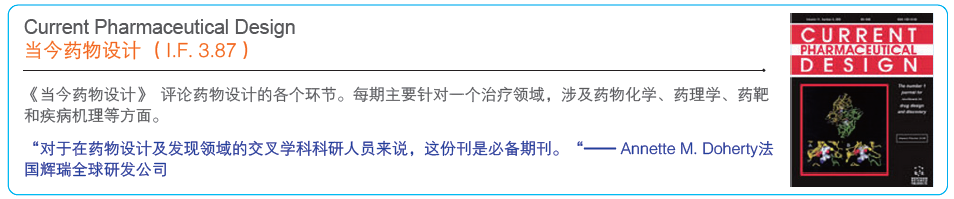 Current Pharmaceutical Design
当今药物设计 （ I.F. 3.87 ）
《当今药物设计》 评论药物设计的各个环节。每期主要针对一个治疗领域，涉及药物化学、药理学、药靶
和疾病机理等方面。
“对于在药物设计及发现领域的交叉学科科研人员来说，这份刊是必备期刊。“—— Annette M. Doherty法
国辉瑞全球研发公司
CURRENT
PHARMACEUTICAL
DESIGN
The number 1
journal for
drug design
and discovery